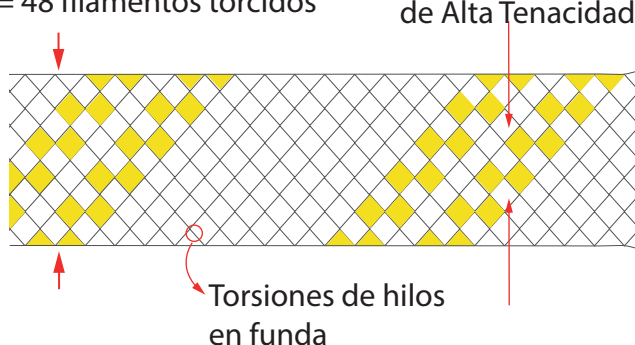 = 48 filamentos torcidos
de Alta Tenacidad
Torsiones de hilos
en funda